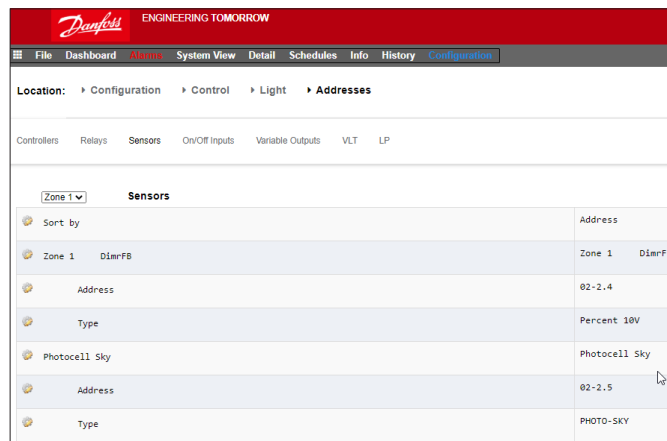 Danfoss ENGINEERING TOMORROW
File Dashboard Alarms System View Detail Schedules Info History Configuration
Location: Configuration Control Light Addresses
Controllers Relays Sensors On/Off Inputs Variable Outputs VLT LP
Zone 1 Sensors
Sort by Address
Zone 1 DimrFB Zone 1 DimrF
Address 02-2.4
Type Percent 10V
Photocell Sky Photocell Sky
Address 02-2.5
Type PHOTO-SKY